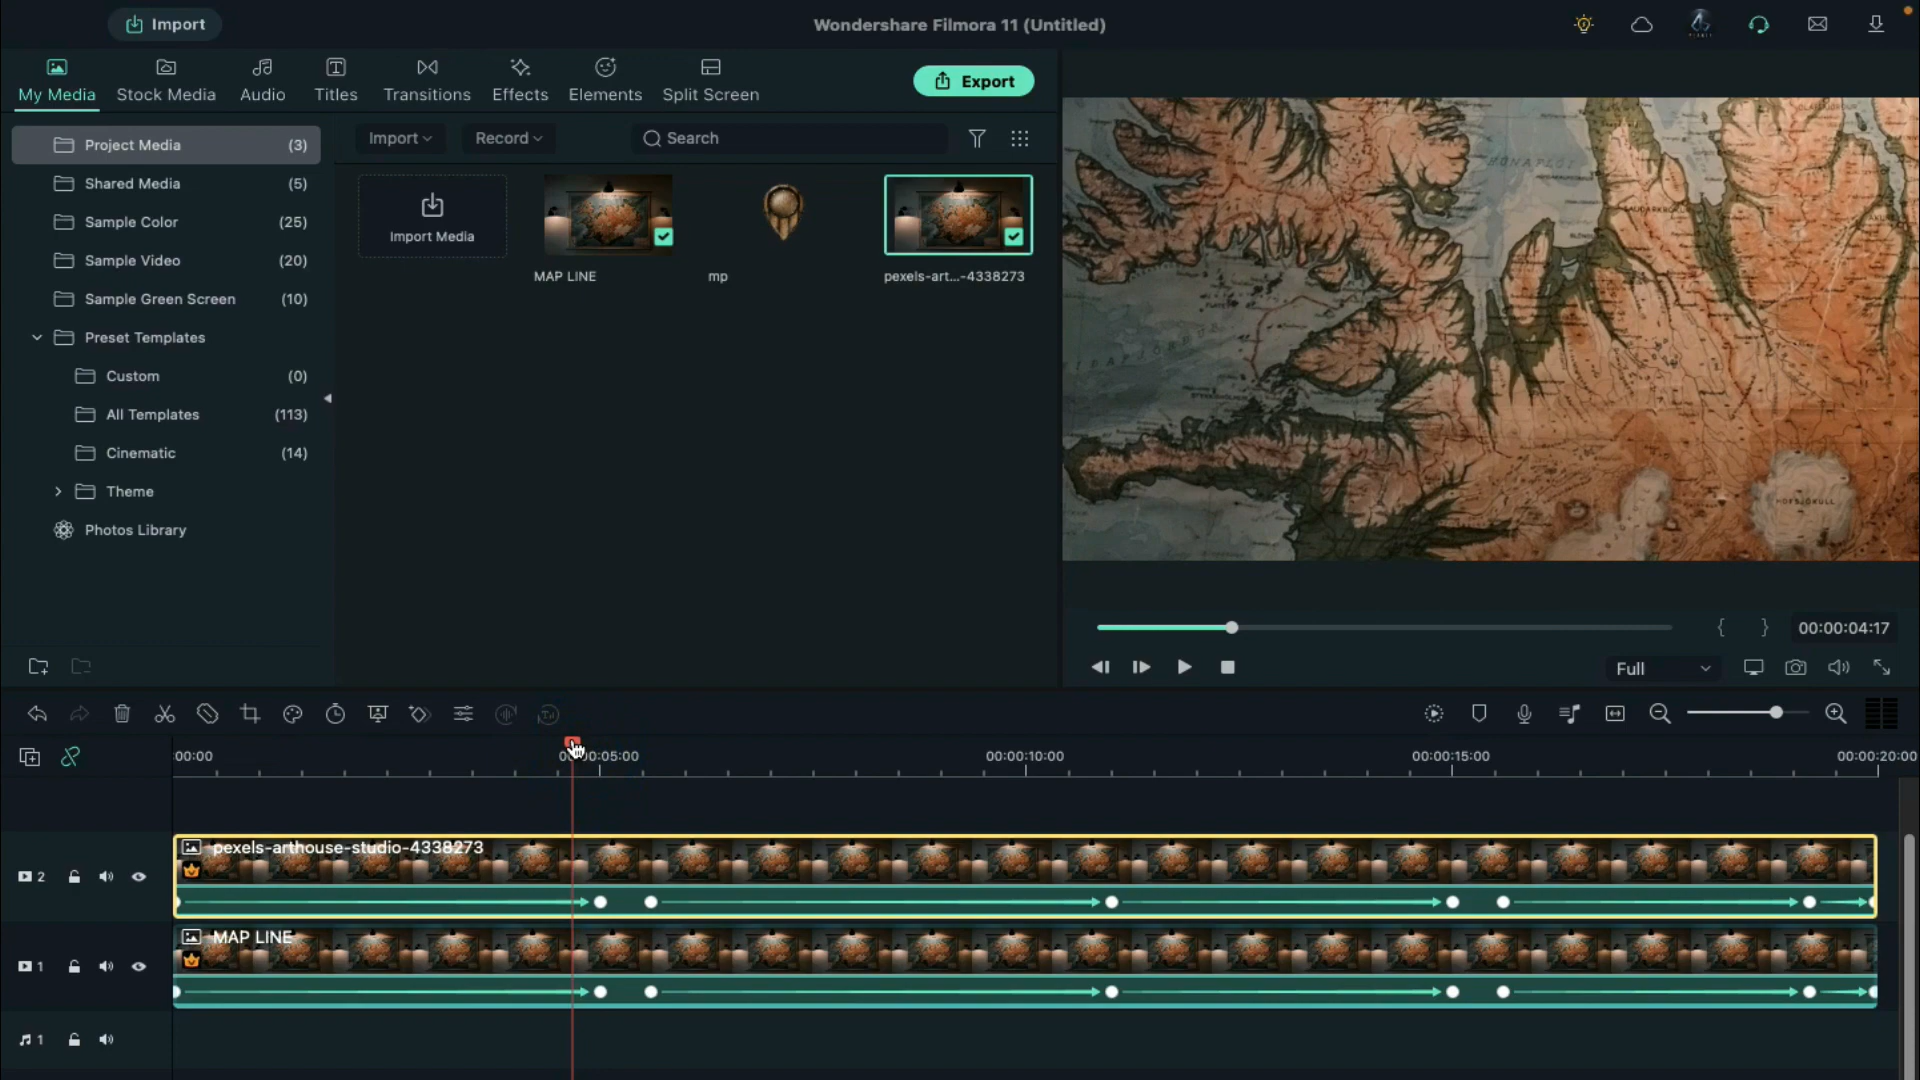 Import
Wondershare Filmora 11 (Untitled)
My Media
Stock Media
Audio
Titles
Transitions
Effects
Elements
Split Screen
Export
Project Media (3)
Shared Media (5)
Sample Color (25)
Sample Video (20)
Sample Green Screen (10)
Preset Templates
Custom (0)
All Templates (113)
Cinematic (14)
Theme
Photos Library
Import
Record
Search
Import Media
MAP LINE
mp
pexels-art...-4338273
HOFSJÖKULL
00:00:04:17
Full
:00:00
00:00:05:00
00:00:10:00
00:00:15:00
00:00:20:00
2
pexels-arthouse-studio-4338273
1
MAP LINE
1